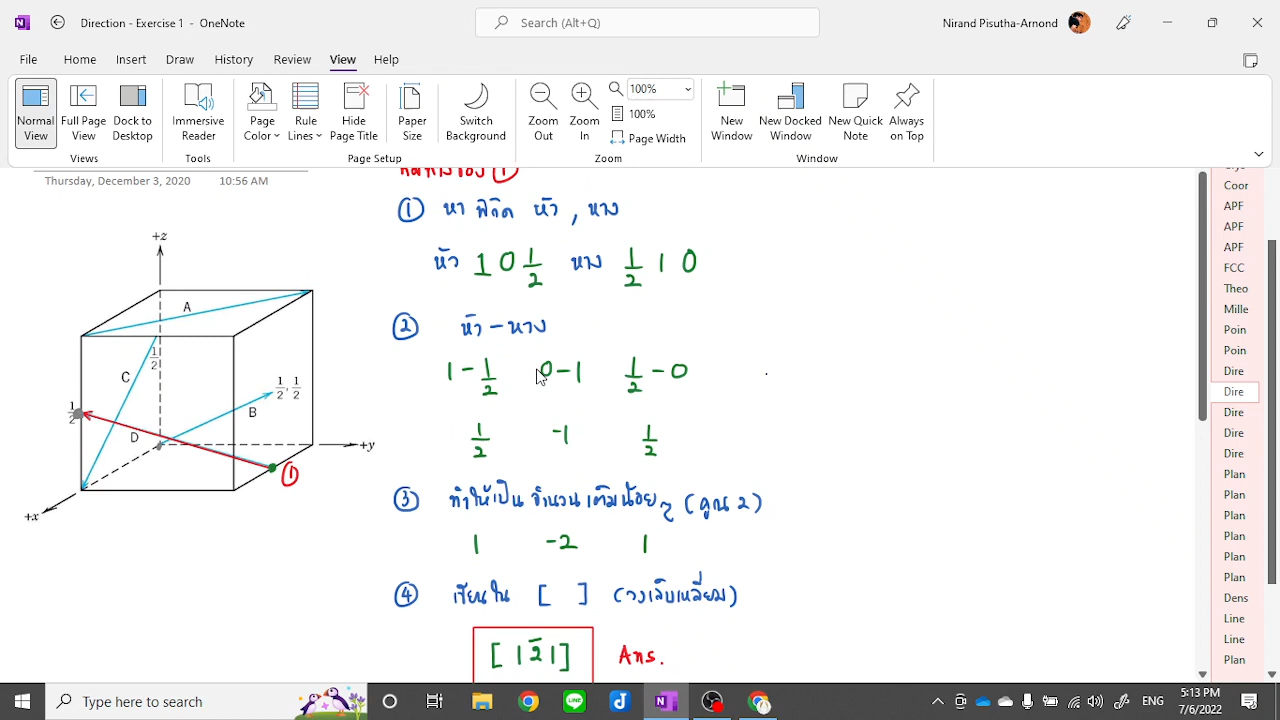 Direction - Exercise 1 - OneNote
Search (Alt+Q)
Nirand Pisutha-Arnond
File Home Insert Draw History Review View Help
Normal View
Full Page View
Dock to Desktop
Immersive Reader
Page Color
Rule Lines
Hide Page Title
Paper Size
Switch Background
Zoom Out
Zoom In
100%
100%
Page Width
New Window
New Docked Window
New Quick Note
Always on Top
Views Tools Page Setup Zoom Window
Thursday, December 3, 2020 10:56 AM
① หา พิกัด หัว , หาง
หัว 1 0 1/2 หาง 1/2 1 0
② หัว - หาง
1 - 1/2 0 - 1 1/2 - 0
1/2 -1 1/2
③ ทำให้เป็น จำนวนเต็มน้อยๆ (คูณ 2)
1 -2 1
④ เขียนใน [ ] (วงเล็บเหลี่ยม)
[ 1 2̄ 1 ] Ans.
+z
A
1/2
C
1/2, 1/2
B
1/2
D
+y
①
+x
Coor
APF
APF
APF
FCC
Theo
Mille
Poin
Poin
Dire
Dire
Dire
Dire
Dire
Plan
Plan
Plan
Plan
Plan
Plan
Dens
Line
Line
Plan
Type here to search
ENG
5:13 PM
7/6/2022